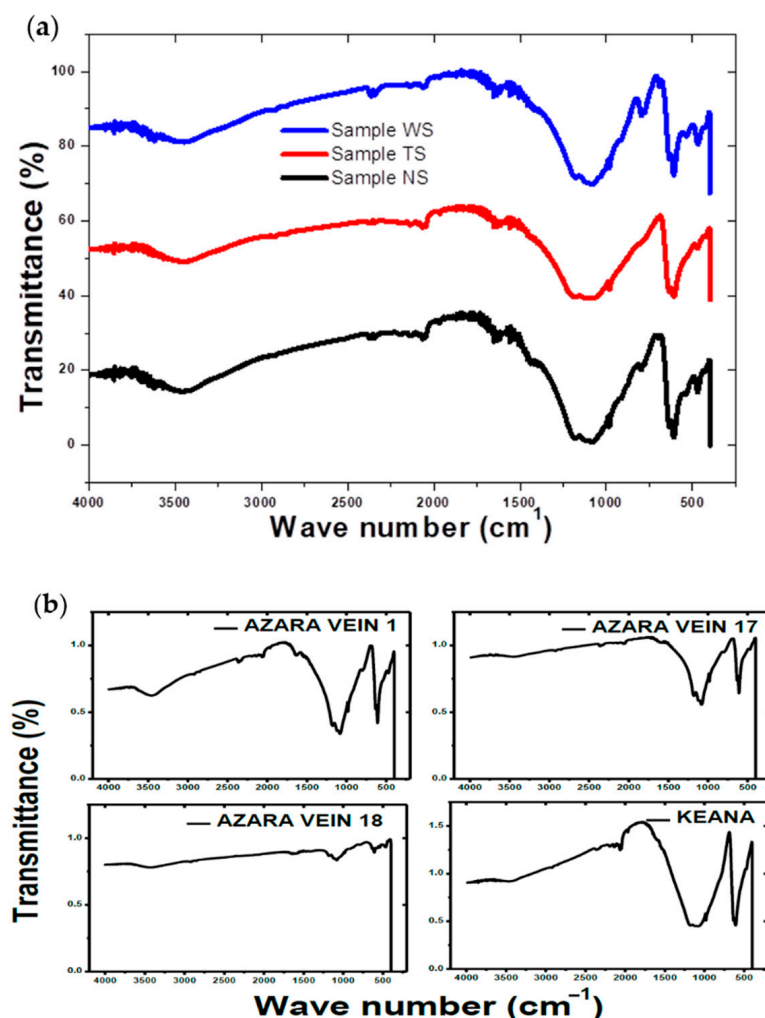 (a)
100
80
60
40
20
0
Transmittance (%)
Sample WS
Sample TS
Sample NS
4000 3500 3000 2500 2000 1500 1000 500
Wave number (cm¹)
(b)
AZARA VEIN 1
1.0
0.5
0.0
4000 3500 3000 2500 2000 1500 1000 500
AZARA VEIN 17
1.0
0.5
0.0
4000 3500 3000 2500 2000 1500 1000 500
Transmittance (%)
AZARA VEIN 18
1.0
0.5
0.0
4000 3500 3000 2500 2000 1500 1000 500
KEANA
1.5
1.0
0.5
0.0
4000 3500 3000 2500 2000 1500 1000 500
Wave number (cm⁻¹)